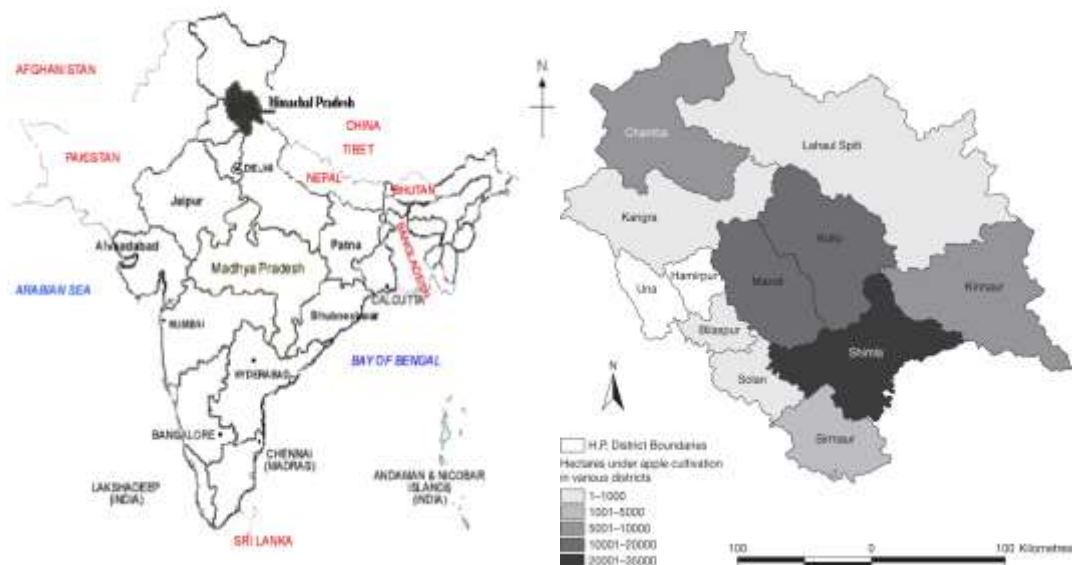 AFGHANISTAN
Himachal Pradesh
CHINA
TIBET
PAKISTAN
DELHI
NEPAL
BHUTAN
Jaipur
Patna
BANGLADESH
Madhya Pradesh
ARABIAN SEA
CALCUTTA
Bhubneshwar
MUMBAI
BAY OF BENGAL
HYDERABAD
BANGALORE
CHENNAI
(MADRAS)
LAKSHADEEP
(INDIA)
ANDAMAN & NICOBAR
ISLANDS
(INDIA)
SRI LANKA
N
Chamba
Lahaul Spiti
Kangra
Kullu
Hamirpur
Mandi
Una
Kinnaur
Bilaspur
Shimla
Solan
Sirmaur
N
H.P. District Boundaries
Hectares under apple cultivation
in various districts
1–1000
1001–5000
5001–10000
10001–20000
20001–35000
100
0
100 Kilometres